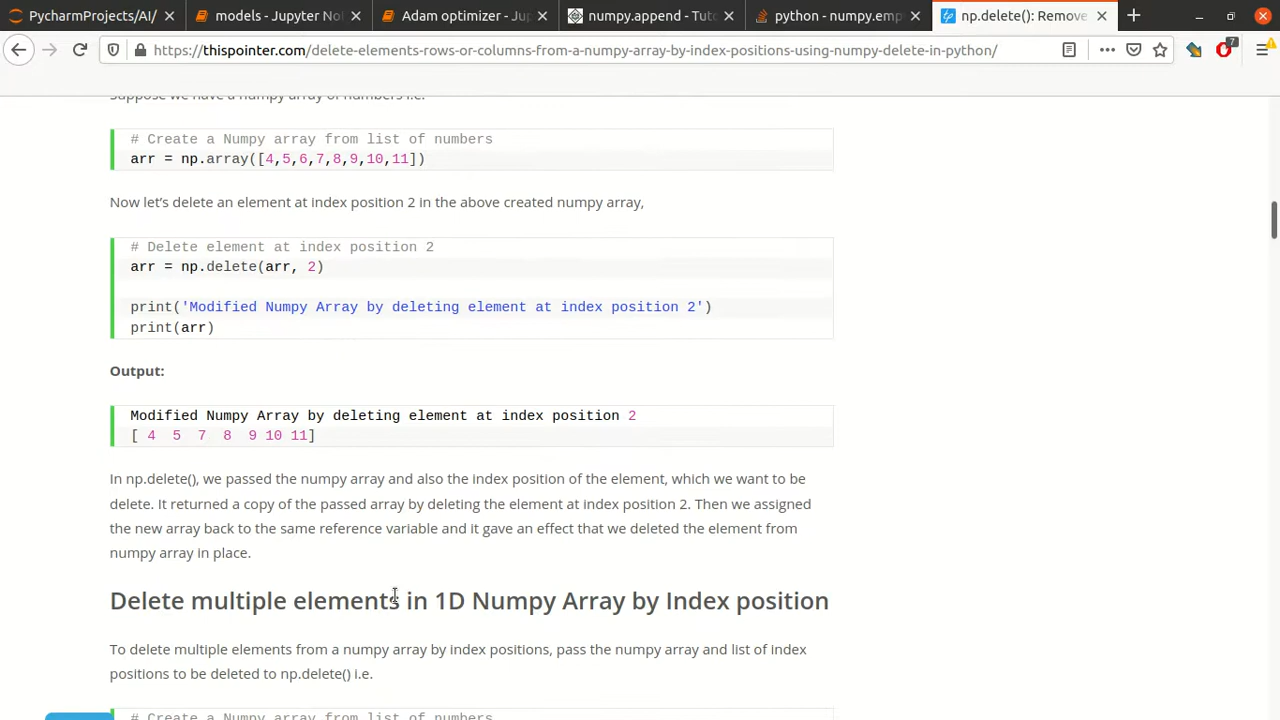 PycharmProjects/AI/
models - Jupyter No
Adam optimizer - Jup
numpy.append - Tuto
python - numpy.emp
np.delete(): Remove
https://thispointer.com/delete-elements-rows-or-columns-from-a-numpy-array-by-index-positions-using-numpy-delete-in-python/
7
Suppose we have a numpy array of numbers i.e.
# Create a Numpy array from list of numbers
arr = np.array([4,5,6,7,8,9,10,11])
Now let’s delete an element at index position 2 in the above created numpy array,
# Delete element at index position 2
arr = np.delete(arr, 2)
print('Modified Numpy Array by deleting element at index position 2')
print(arr)
Output:
Modified Numpy Array by deleting element at index position 2
[ 4 5 7 8 9 10 11]
In np.delete(), we passed the numpy array and also the index position of the element, which we want to be
delete. It returned a copy of the passed array by deleting the element at index position 2. Then we assigned
the new array back to the same reference variable and it gave an effect that we deleted the element from
numpy array in place.
Delete multiple elements in 1D Numpy Array by Index position
To delete multiple elements from a numpy array by index positions, pass the numpy array and list of index
positions to be deleted to np.delete() i.e.
# Create a Numpy array from list of numbers